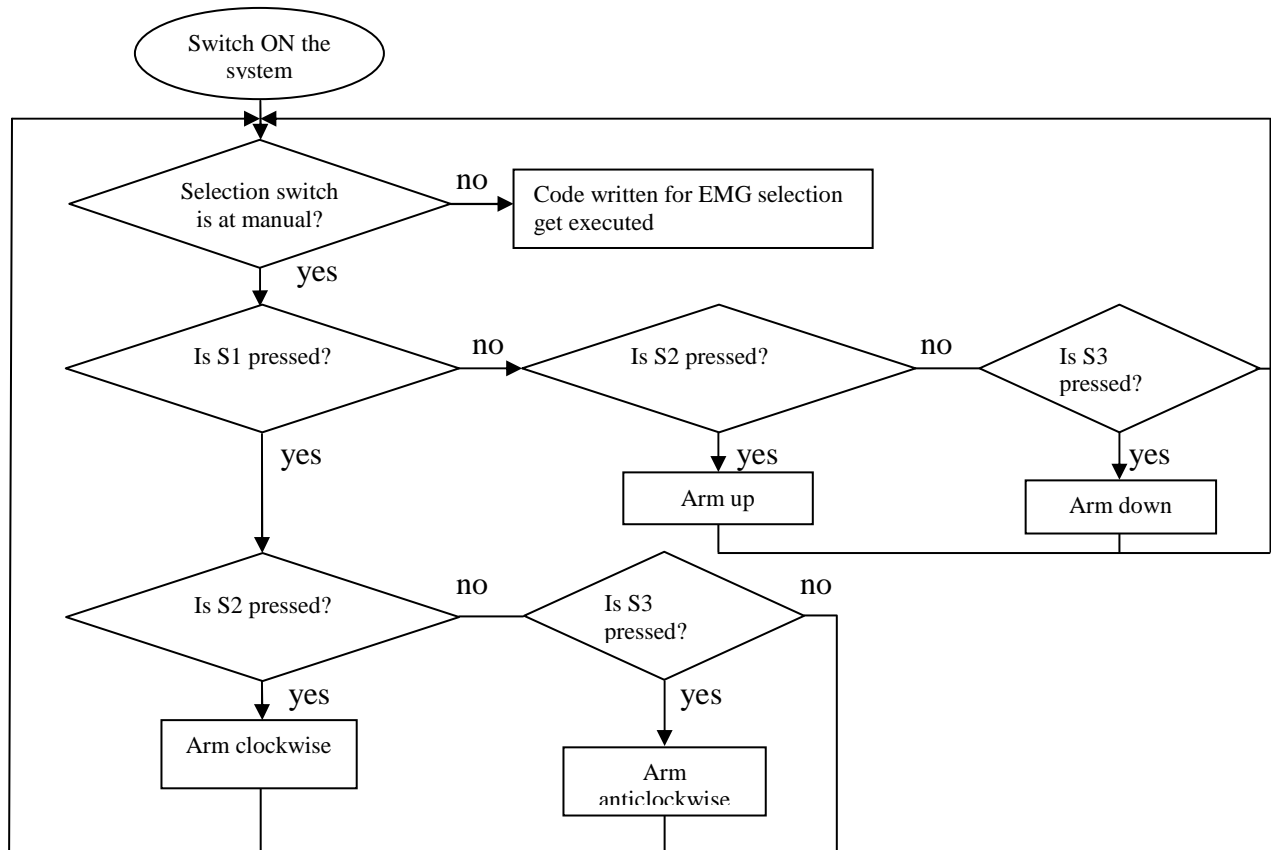 Switch ON the
system
Selection switch
is at manual?
no
Code written for EMG selection
get executed
yes
Is S1 pressed?
no
Is S2 pressed?
no
Is S3
pressed?
yes
yes
Arm up
yes
Arm down
Is S2 pressed?
no
Is S3
pressed?
no
yes
Arm clockwise
yes
Arm
anticlockwise